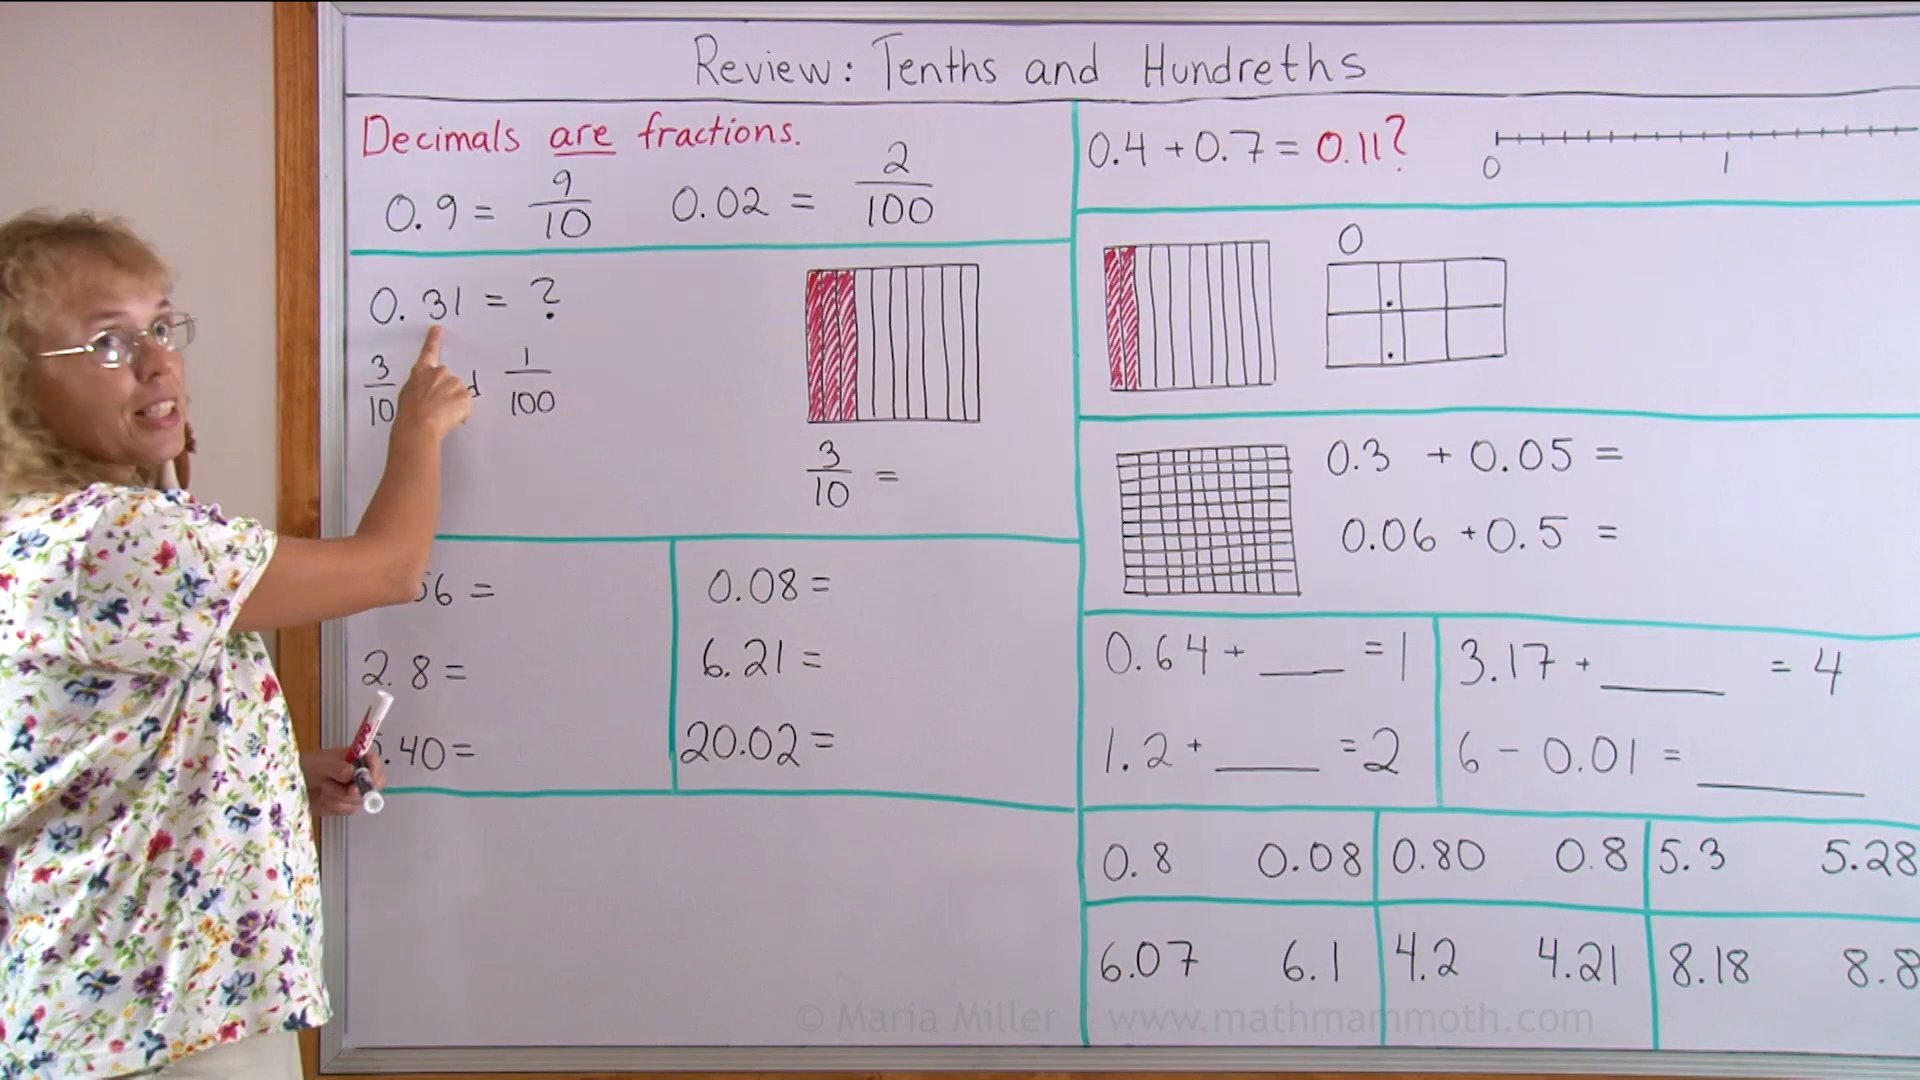 Review: Tenths and Hundreths
Decimals are fractions.
0.9 = 9/10 0.02 = 2/100
0.31 = ?
3/10 1/100
3/10 =
56 =
2.8 =
.40 =
0.08 =
6.21 =
20.02 =
0.4 + 0.7 = 0.11?
0 1
0
0.3 + 0.05 =
0.06 + 0.5 =
0.64 + ___ = 1
1.2 + ___ = 2
3.17 + ___ = 4
6 - 0.01 = ___
0.8 0.08
0.80 0.8
5.3 5.28
6.07 6.1
4.2 4.21
8.18 8.8
© Maria Miller / www.mathmammoth.com